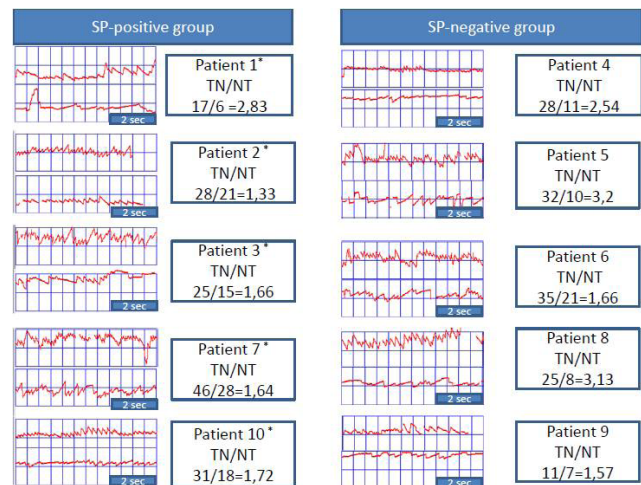 SP-positive group
Patient 1*
TN/NT
17/6 =2,83
2 sec
Patient 2*
TN/NT
28/21=1,33
2 sec
Patient 3*
TN/NT
25/15=1,66
2 sec
Patient 7*
TN/NT
46/28=1,64
2 sec
Patient 10*
TN/NT
31/18=1,72
2 sec
SP-negative group
Patient 4
TN/NT
28/11=2,54
2 sec
Patient 5
TN/NT
32/10=3,2
2 sec
Patient 6
TN/NT
35/21=1,66
2 sec
Patient 8
TN/NT
25/8=3,13
2 sec
Patient 9
TN/NT
11/7=1,57
2 sec